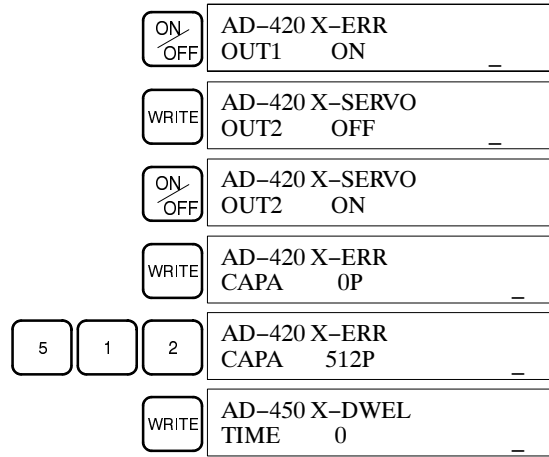 ON/OFF
AD-420 X-ERR
OUT1 ON _
WRITE
AD-420 X-SERVO
OUT2 OFF _
ON/OFF
AD-420 X-SERVO
OUT2 ON
WRITE
AD-420 X-ERR
CAPA 0P _
5 1 2
AD-420 X-ERR
CAPA 512P _
WRITE
AD-450 X-DWEL
TIME 0 _